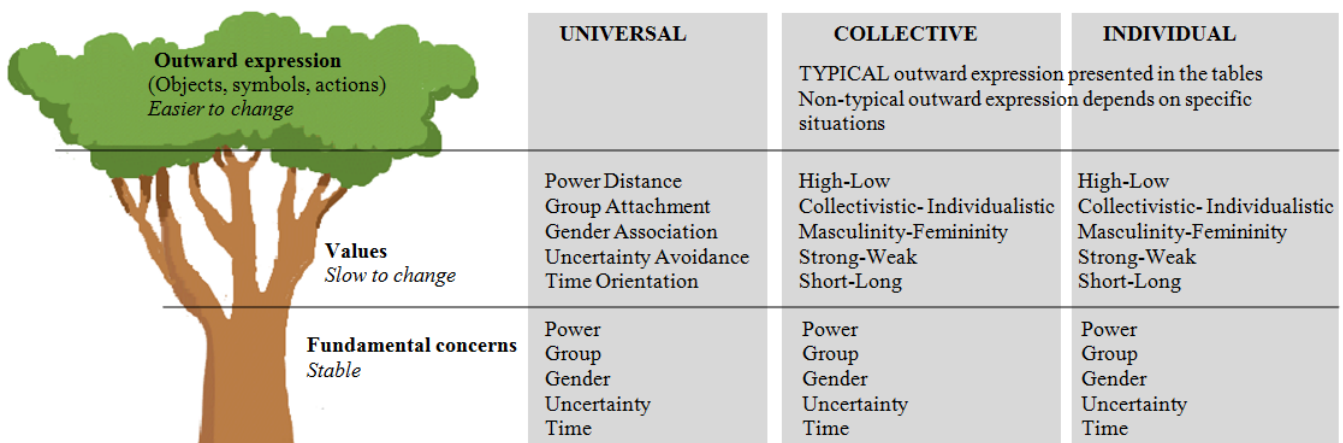 Outward expression
(Objects, symbols, actions)
Easier to change
Values
Slow to change
Fundamental concerns
Stable
UNIVERSAL
Power Distance
Group Attachment
Gender Association
Uncertainty Avoidance
Time Orientation
Power
Group
Gender
Uncertainty
Time
COLLECTIVE
INDIVIDUAL
TYPICAL outward expression presented in the tables
Non-typical outward expression depends on specific
situations
High-Low
Collectivistic- Individualistic
Masculinity-Femininity
Strong-Weak
Short-Long
Power
Group
Gender
Uncertainty
Time
High-Low
Collectivistic- Individualistic
Masculinity-Femininity
Strong-Weak
Short-Long
Power
Group
Gender
Uncertainty
Time